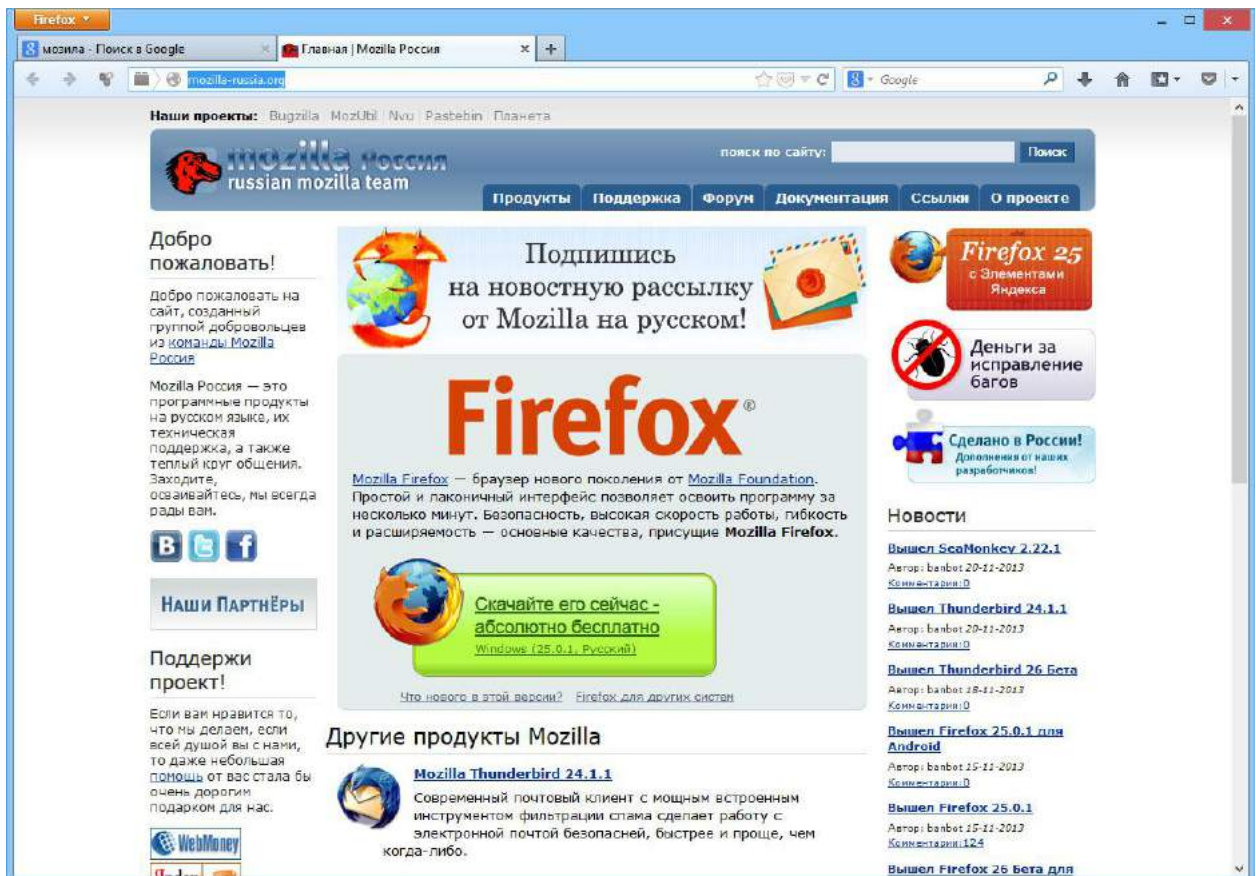 Firefox
мозила - Поиск в Google
Главная | Mozilla Россия
mozilla-russia.org
Google
Наши проекты: Bugzilla MozUtil Nvu Pastebin Планета
mozilla Россия
russian mozilla team
поиск по сайту:
Поиск
Продукты Поддержка Форум Документация Ссылки О проекте
Добро
пожаловать!
Добро пожаловать на
сайт, созданный
группой добровольцев
из команды Mozilla
Россия
Mozilla Россия — это
программные продукты
на русском языке, их
техническая
поддержка, а также
теплый круг общения.
Заходите,
осваивайтесь, мы всегда
рады вам.
В t f
Наши Партнёры
Поддержи
проект!
Если вам нравится то,
что мы делаем, если
всей душой вы с нами,
то даже небольшая
помощь от вас стала бы
очень дорогим
подарком для нас.
WebMoney
Подпишись
на новостную рассылку
от Mozilla на русском!
Firefox®
Mozilla Firefox — браузер нового поколения от Mozilla Foundation.
Простой и лаконичный интерфейс позволяет освоить программу за
несколько минут. Безопасность, высокая скорость работы, гибкость
и расширяемость — основные качества, присущие Mozilla Firefox.
Скачайте его сейчас -
абсолютно бесплатно
Windows (25.0.1, Русский)
Что нового в этой версии? Firefox для других систем
Другие продукты Mozilla
Mozilla Thunderbird 24.1.1
Современный почтовый клиент с мощным встроенным
инструментом фильтрации спама сделает работу с
электронной почтой безопасней, быстрее и проще, чем
когда-либо.
Firefox 25
с Элементами
Яндекса
Деньги за
исправление
багов
Сделано в России!
Дополнения от наших
разработчиков!
Новости
Вышел SeaMonkey 2.22.1
Автор: banbot 20-11-2013
Комментарии:0
Вышел Thunderbird 24.1.1
Автор: banbot 20-11-2013
Комментарии:0
Вышел Thunderbird 26 Бета
Автор: banbot 18-11-2013
Комментарии:0
Вышел Firefox 25.0.1 для
Android
Автор: banbot 15-11-2013
Комментарии:0
Вышел Firefox 25.0.1
Автор: banbot 15-11-2013
Комментарии:124
Вышел Firefox 26 Бета для